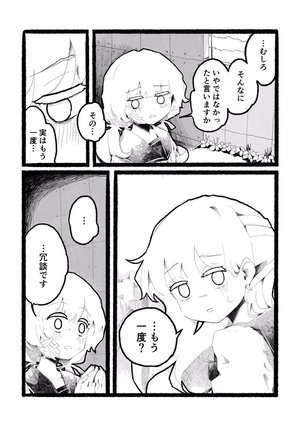 …むしろ
そんなに
いやではなかっ
たと言いますか
その…
…
実はもう
一度…
…もう
一度？
…
…冗談です